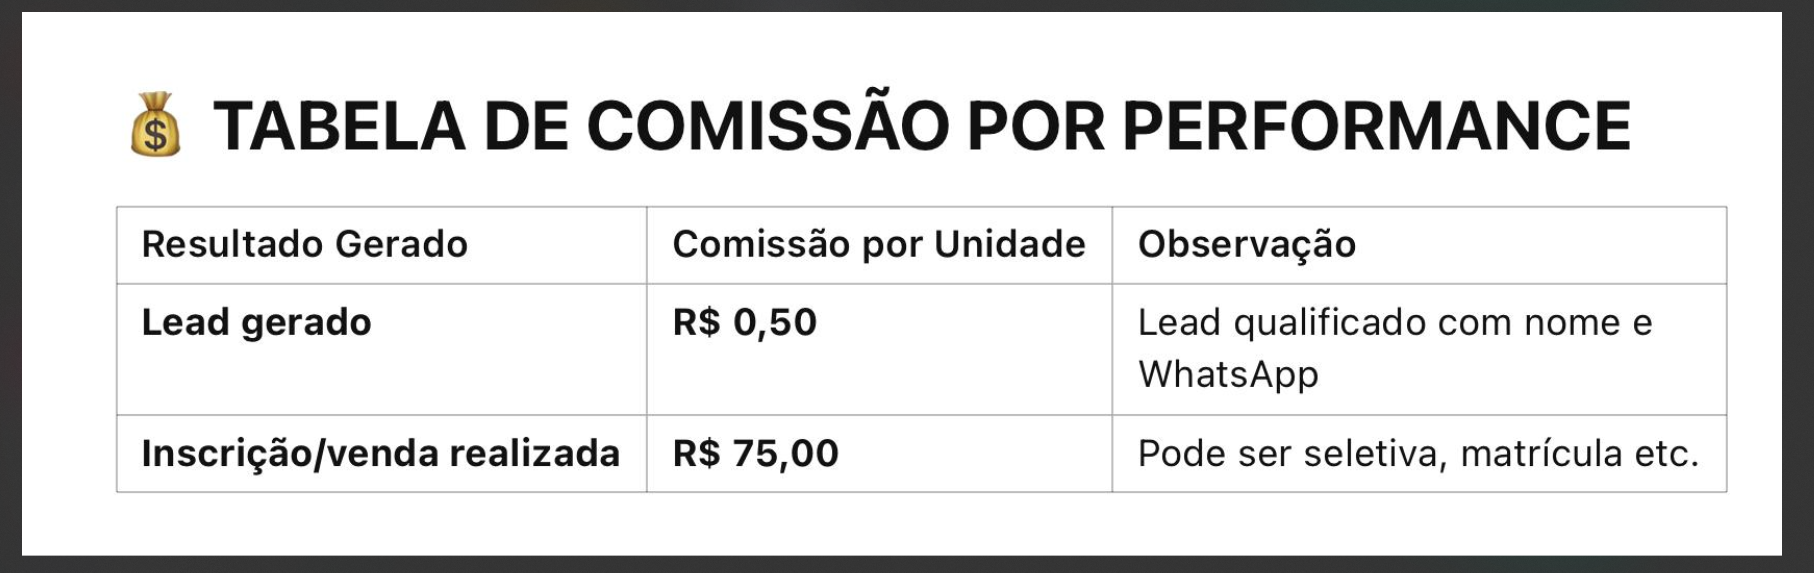 💰 TABELA DE COMISSÃO POR PERFORMANCE
Resultado Gerado
Comissão por Unidade
Observação
Lead gerado
R$ 0,50
Lead qualificado com nome e
WhatsApp
Inscrição/venda realizada
R$ 75,00
Pode ser seletiva, matrícula etc.